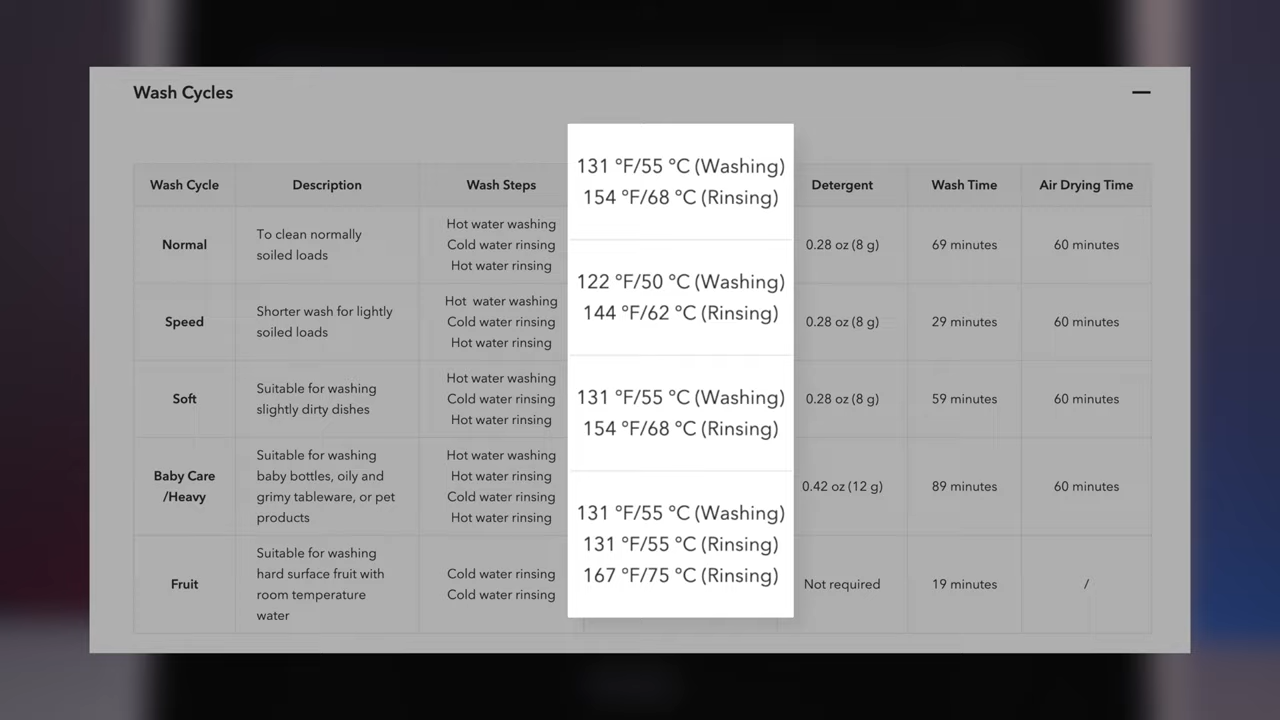 Wash Cycles
Wash Cycle
Description
Wash Steps
Detergent
Wash Time
Air Drying Time
Normal
To clean normally
soiled loads
Hot water washing
Cold water rinsing
Hot water rinsing
131 °F/55 °C (Washing)
154 °F/68 °C (Rinsing)
0.28 oz (8 g)
69 minutes
60 minutes
Speed
Shorter wash for lightly
soiled loads
Hot water washing
Cold water rinsing
Hot water rinsing
122 °F/50 °C (Washing)
144 °F/62 °C (Rinsing)
0.28 oz (8 g)
29 minutes
60 minutes
Soft
Suitable for washing
slightly dirty dishes
Hot water washing
Cold water rinsing
Hot water rinsing
131 °F/55 °C (Washing)
154 °F/68 °C (Rinsing)
0.28 oz (8 g)
59 minutes
60 minutes
Baby Care
/Heavy
Suitable for washing
baby bottles, oily and
grimy tableware, or pet
products
Hot water washing
Hot water rinsing
Cold water rinsing
Hot water rinsing
131 °F/55 °C (Washing)
131 °F/55 °C (Rinsing)
167 °F/75 °C (Rinsing)
0.42 oz (12 g)
89 minutes
60 minutes
Fruit
Suitable for washing
hard surface fruit with
room temperature
water
Cold water rinsing
Cold water rinsing
Not required
19 minutes
/